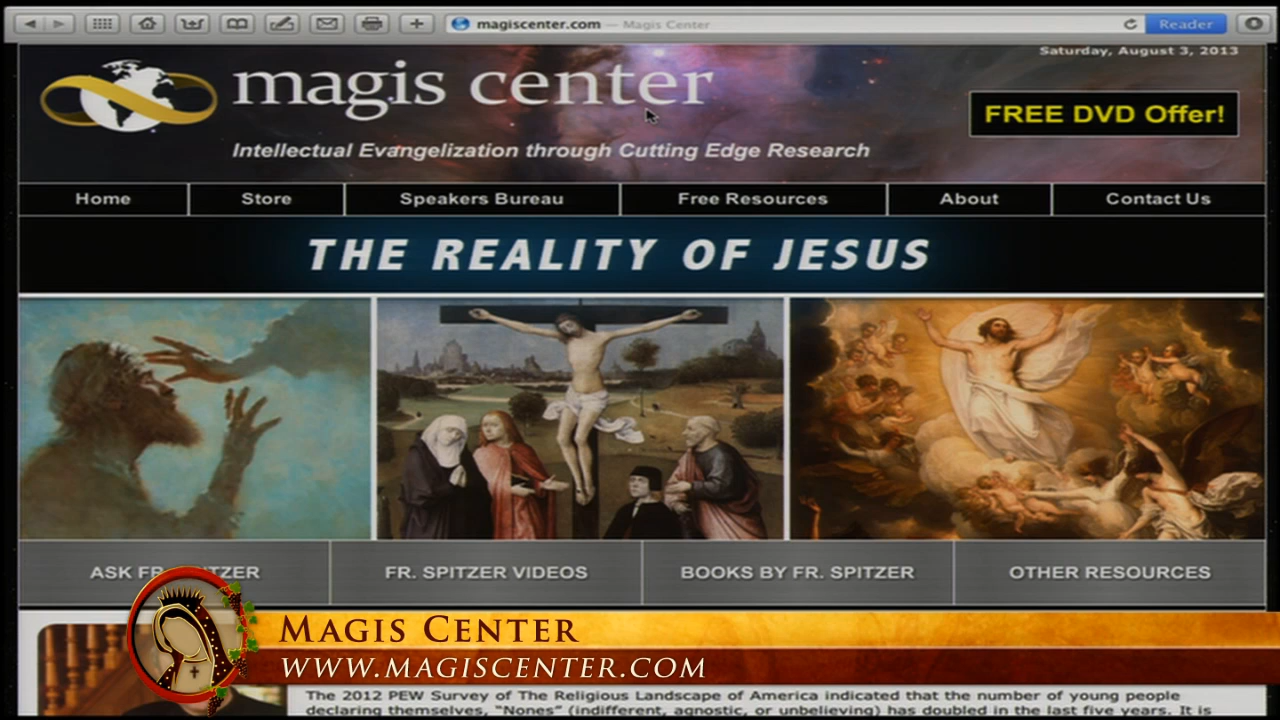 magiscenter.com — Magis Center
Reader
Saturday, August 3, 2013
magis center
FREE DVD Offer!
Intellectual Evangelization through Cutting Edge Research
Home Store Speakers Bureau Free Resources About Contact Us
THE REALITY OF JESUS
ASK FR. SPITZER FR. SPITZER VIDEOS BOOKS BY FR. SPITZER OTHER RESOURCES
MAGIS CENTER
WWW.MAGISCENTER.COM
The 2012 PEW Survey of The Religious Landscape of America indicated that the number of young people
declaring themselves, “Nones” (indifferent, agnostic, or unbelieving) has doubled in the last five years. It is